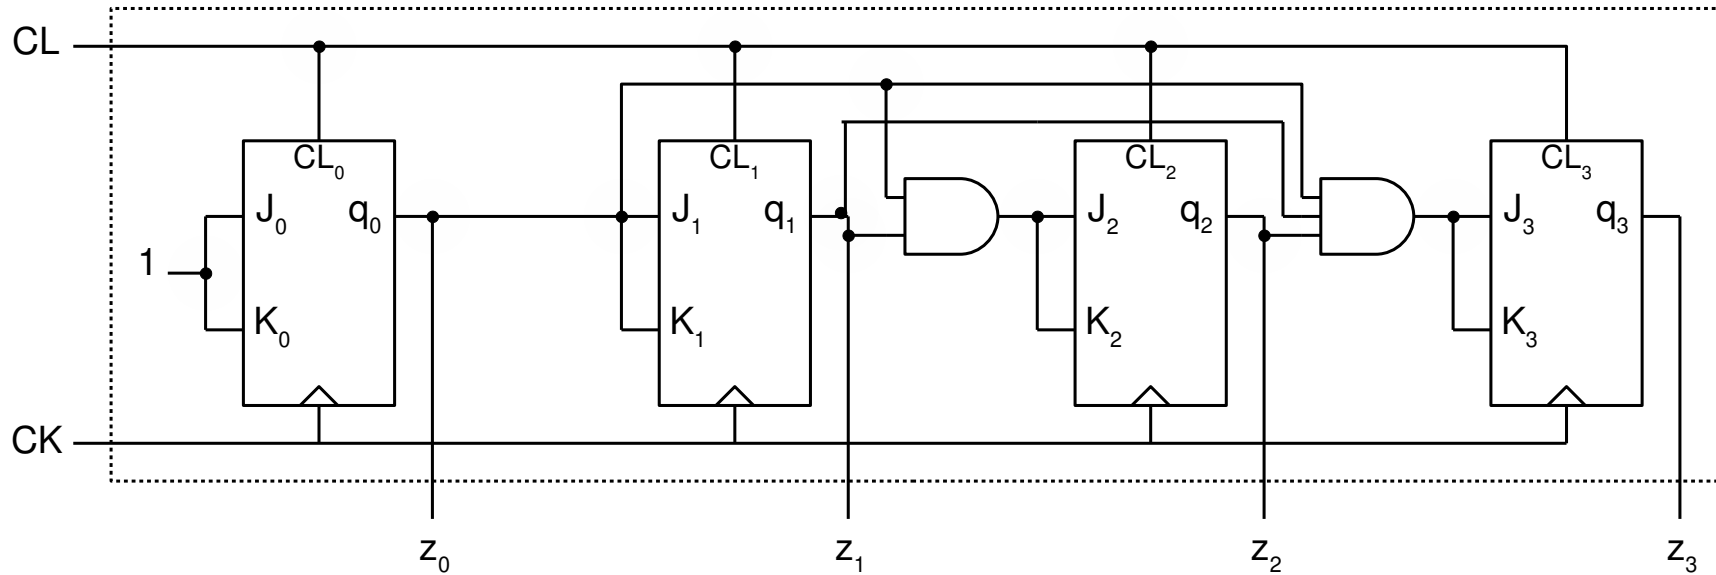 CL
CL₀ CL₁ CL₂ CL₃
J₀ q₀ J₁ q₁ J₂ q₂ J₃ q₃
1
K₀ K₁ K₂ K₃
CK
z₀ z₁ z₂ z₃